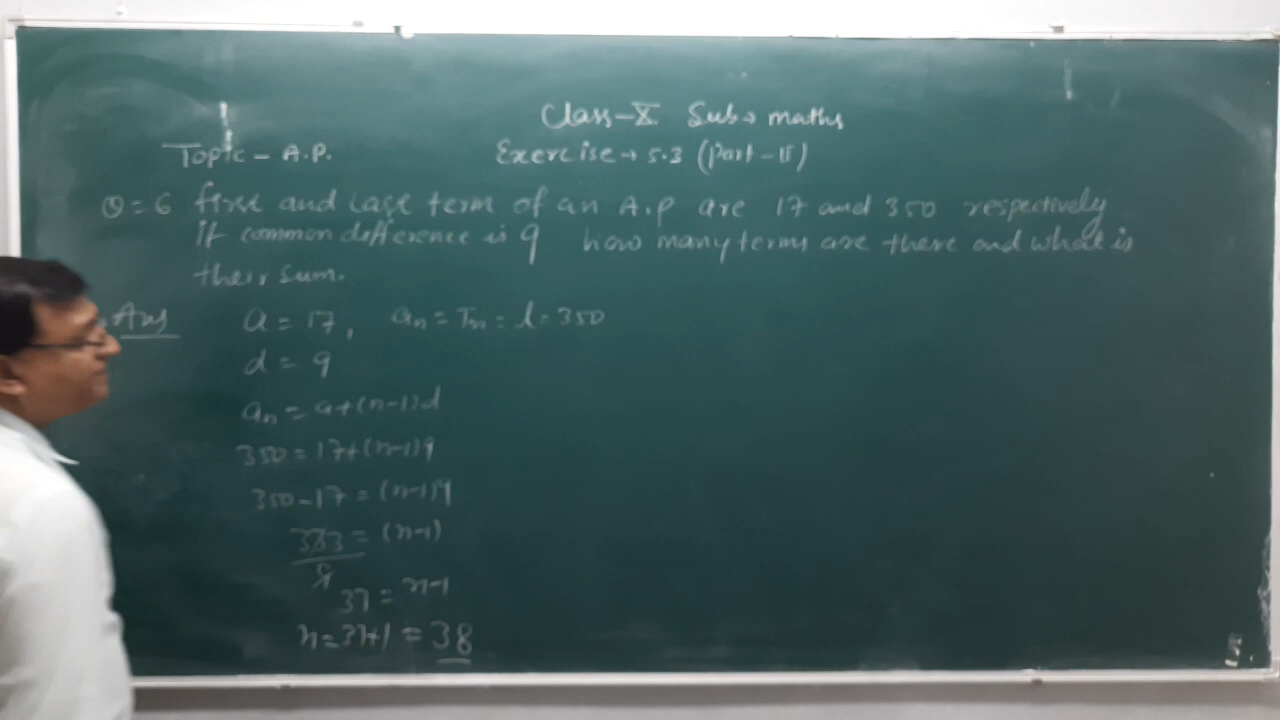 Class-X Sub→ maths
Topic - A.P.
Exercise→ 5.3 (Part-II)
Q=6 first and last term of an A.P are 17 and 350 respectively
if common difference is 9 how many terms are there and what is
their sum.
Ans a = 17, an = Tn = l = 350
d = 9
an = a+(n-1)d
350 = 17+(n-1)9
350-17 = (n-1)9
333/9 = (n-1)
37 = n-1
n = 37+1 = 38